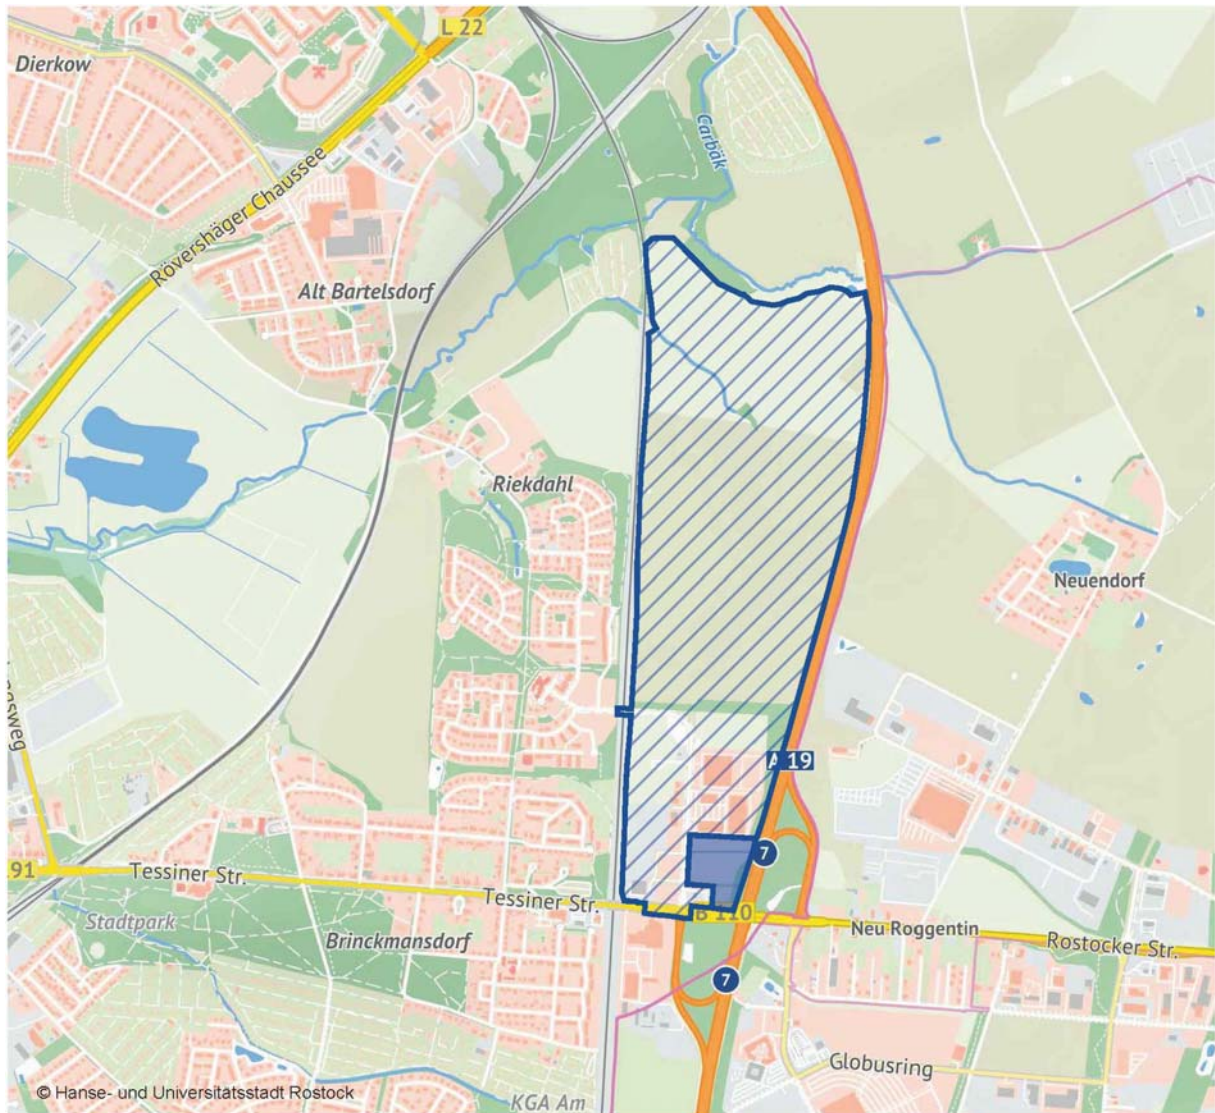 L 22
Dierkow
Carbäk
Rövershäger Chaussee
Alt Bartelsdorf
Riekdahl
Neuendorf
A 19
7
91
Tessiner Str.
Tessiner Str.
B 110
Stadtpark
Brinckmansdorf
Neu Roggentin
Rostocker Str.
7
Globusring
© Hanse- und Universitätsstadt Rostock
KGA Am